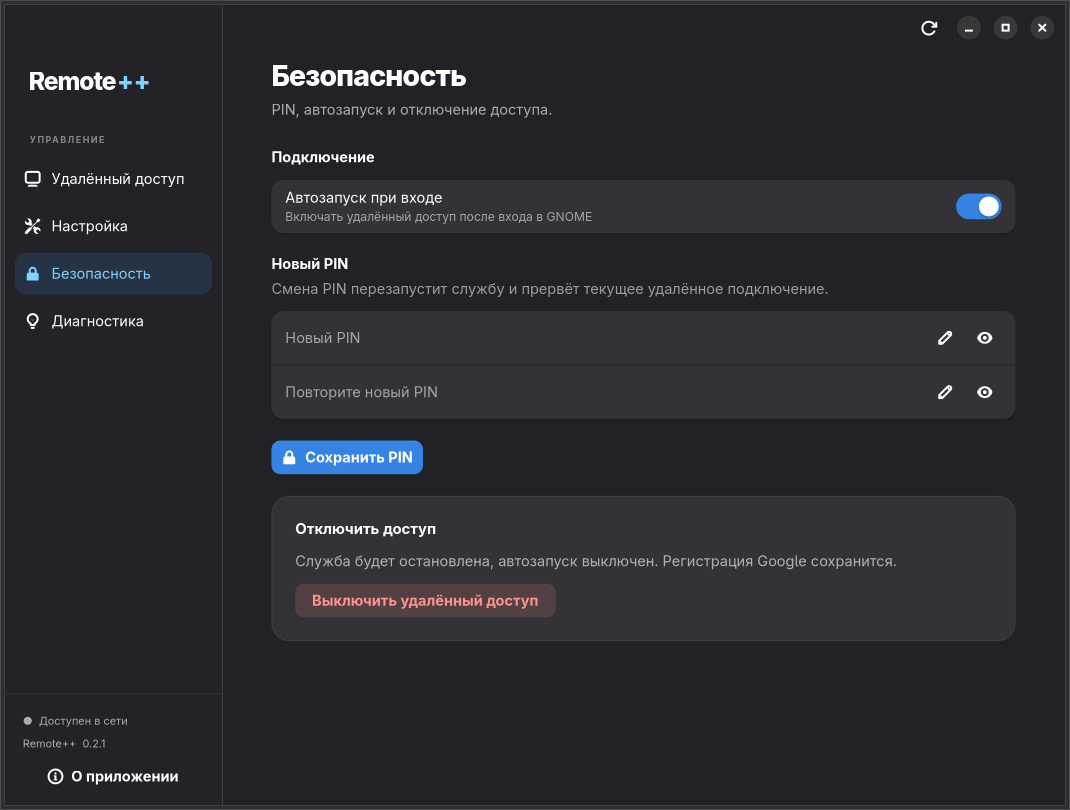 Remote++
УПРАВЛЕНИЕ
Удалённый доступ
Настройка
Безопасность
Диагностика
Доступен в сети
Remote++ 0.2.1
О приложении
Безопасность
PIN, автозапуск и отключение доступа.
Подключение
Автозапуск при входе
Включать удалённый доступ после входа в GNOME
Новый PIN
Смена PIN перезапустит службу и прервёт текущее удалённое подключение.
Новый PIN
Повторите новый PIN
Сохранить PIN
Отключить доступ
Служба будет остановлена, автозапуск выключен. Регистрация Google сохранится.
Выключить удалённый доступ